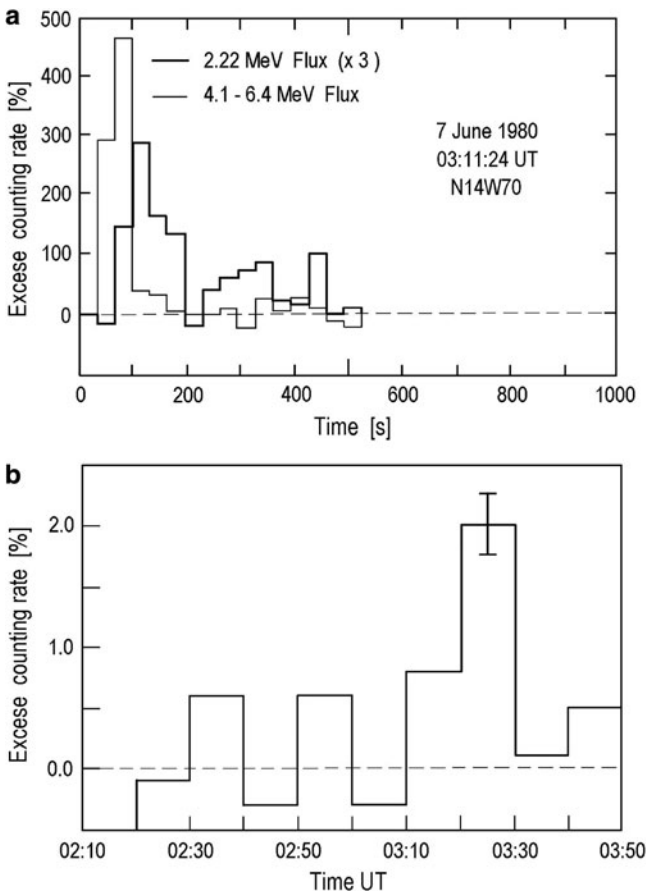 a
500
400
300
200
100
0
Excese counting rate [%]
2.22 MeV Flux (x 3 )
4.1 - 6.4 MeV Flux
7 June 1980
03:11:24 UT
N14W70
0 200 400 600 800 1000
Time [s]
b
2.0
1.0
0.0
Excese counting rate [%]
02:10 02:30 02:50 03:10 03:30 03:50
Time UT